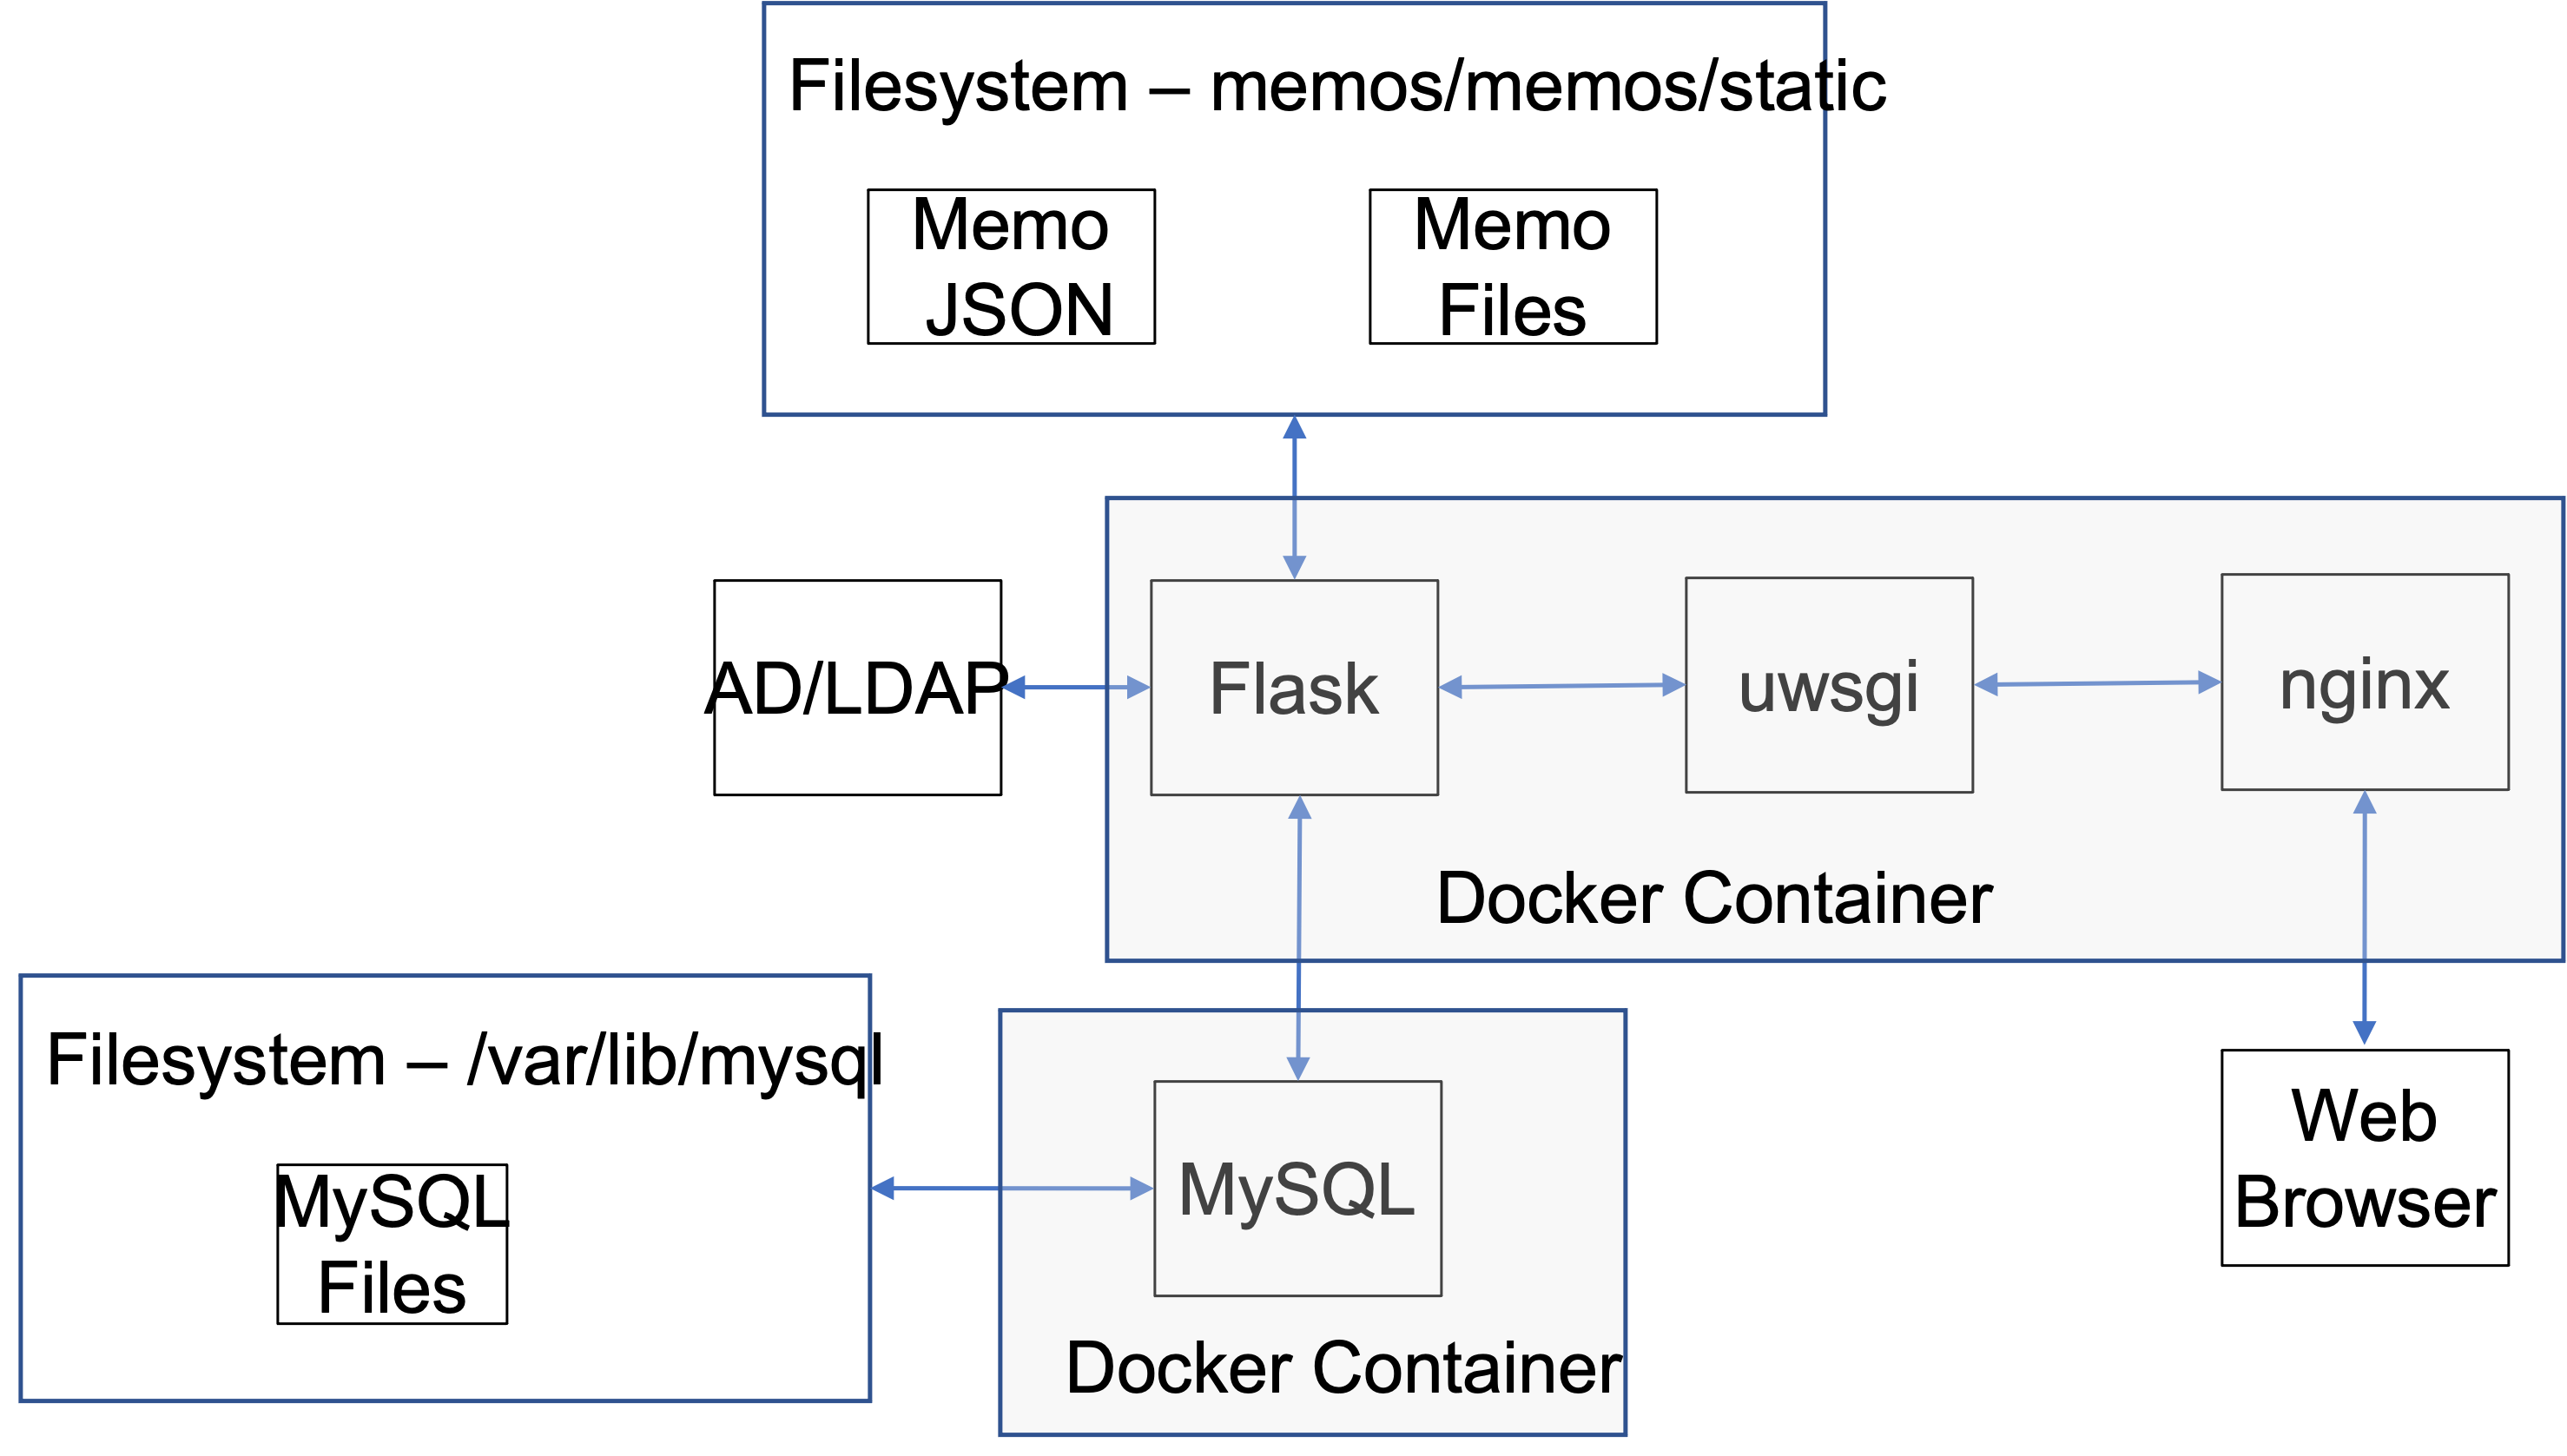 Filesystem – memos/memos/static
Memo
JSON
Memo
Files
AD/LDAP
Flask
uwsgi
nginx
Docker Container
Filesystem – /var/lib/mysql
MySQL
Files
MySQL
Docker Container
Web
Browser